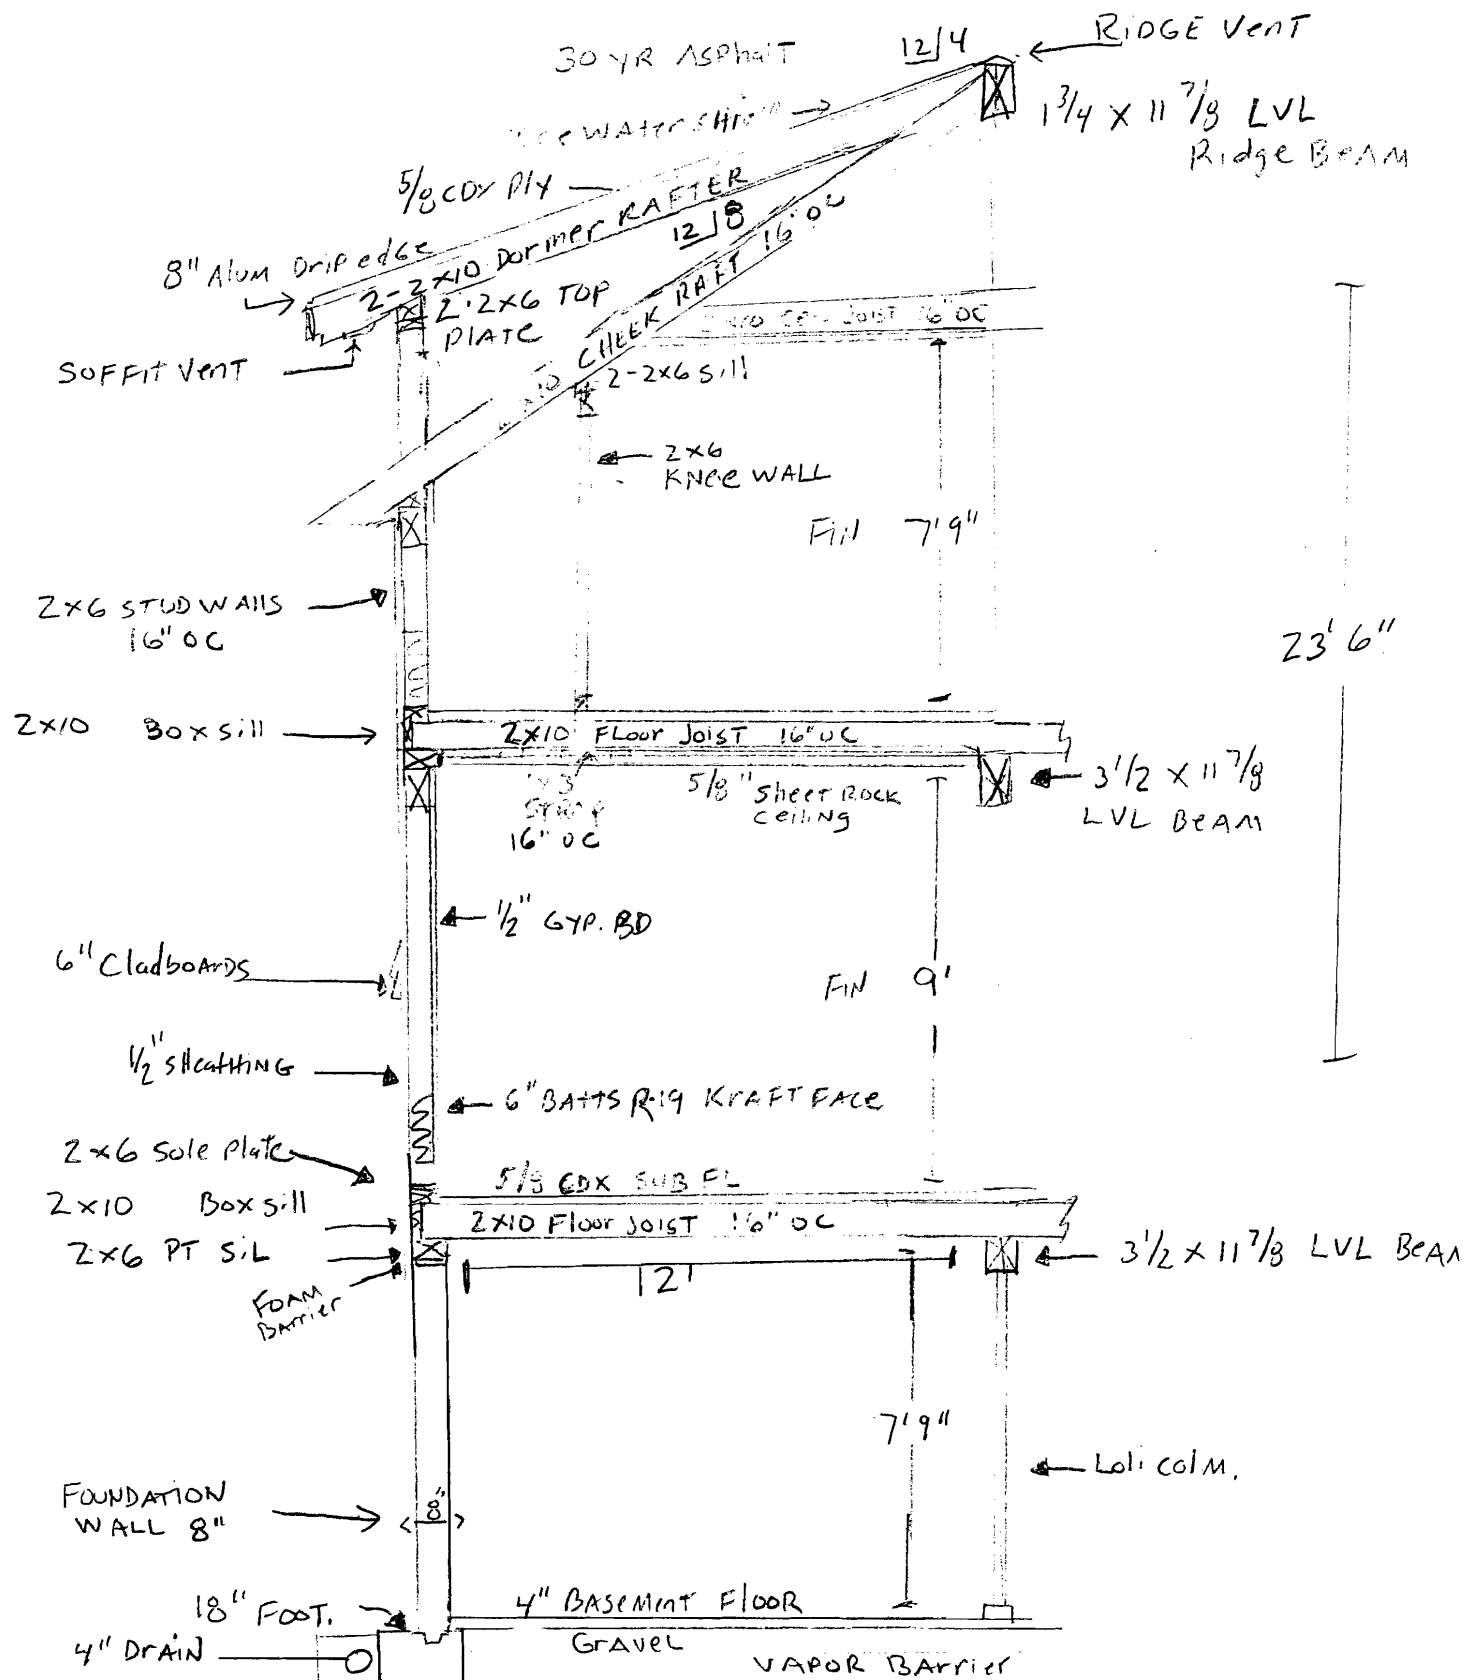 RIDGE VENT
30 YR ASPHALT
12/4
1 3/4 X 11 7/8 LVL
Ridge BEAM
WATER
5/8 CDX PLY
2-2X10 Dormer RAFTER
12/8
8" Alum Drip edge
2-2X6 TOP
PLATE
CHEEK RAFT 16" OC
CEIL JOIST 16" OC
SOFFIT VENT
2-2x6 sill
2x6
KNEE WALL
FIN 7'9"
2x6 STUD WALLS
16" OC
23' 6"
2x10 Box sill
2X10 FLOOR JOIST 16" OC
3 1/2 X 11 7/8
LVL BEAM
5/8" Sheet ROCK
Ceiling
16" OC
1/2" GYP. BD
6" CladboArds
FIN 9'
1/2" SHeatHING
6" BATTS R-19 KRAFT FACE
2x6 Sole Plate
5/8 CDX SUB FL
2x10 Box sill
2X10 Floor JOIST 16" OC
2x6 PT SiL
3 1/2 X 11 7/8 LVL BEAM
FOAM
BArrier
12'
7'9"
Loli colM.
FOUNDATION
WALL 8"
8"
18" FOOT.
4" BASEMENT FLOOR
4" DrAiN
GrAvel
VAPOR BArrier